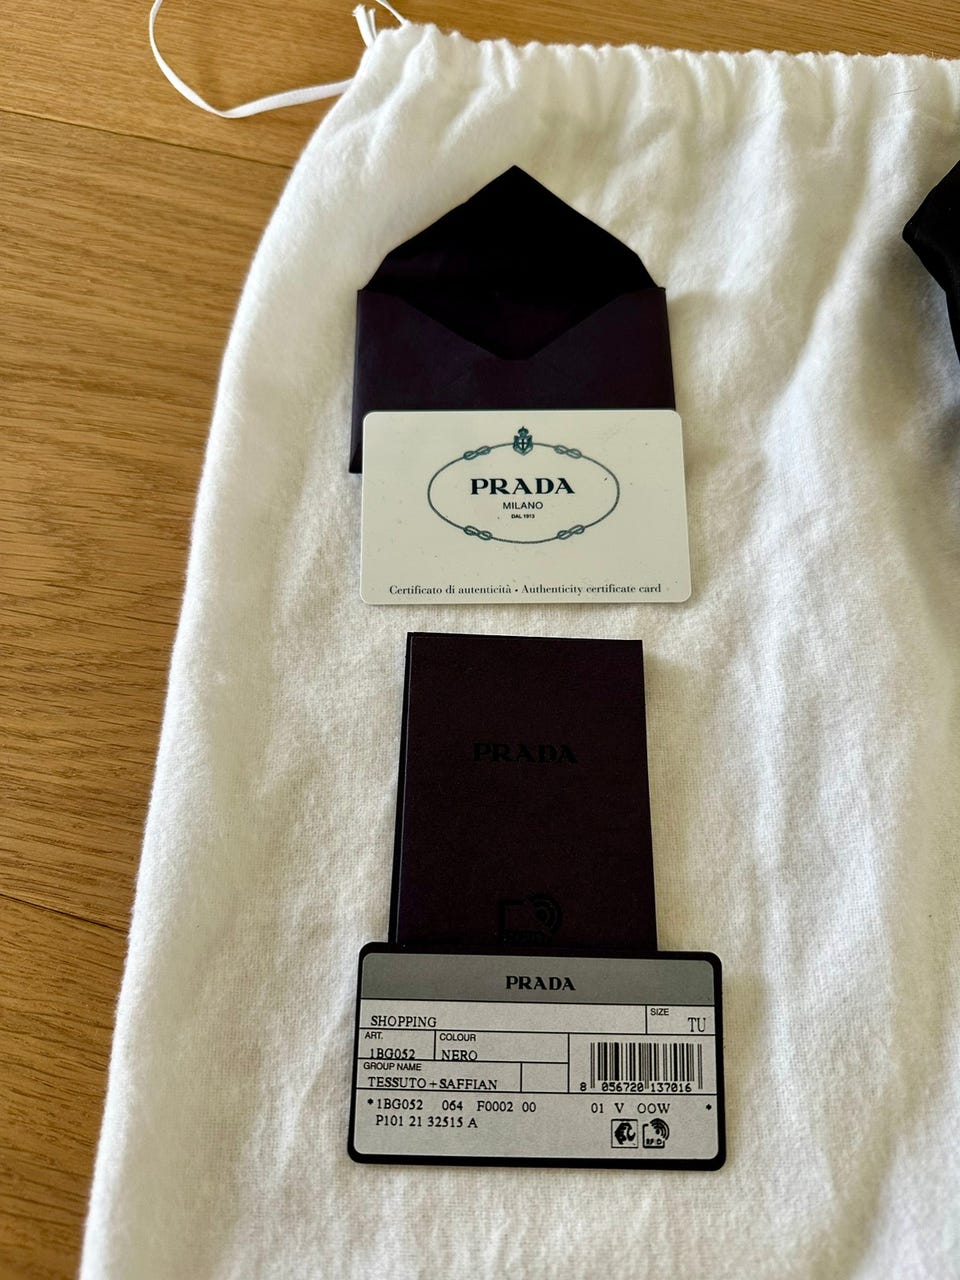 PRADA
MILANO
DAL 1913
Certificato di autenticità • Authenticity certificate card
PRADA
PRADA
SHOPPING
SIZE
TU
ART.
1BG052
COLOUR
NERO
GROUP NAME
TESSUTO+SAFFIAN
8 056720 137016
*1BG052 064 F0002 00 01 V OOW *
P101 21 32515 A
RFID